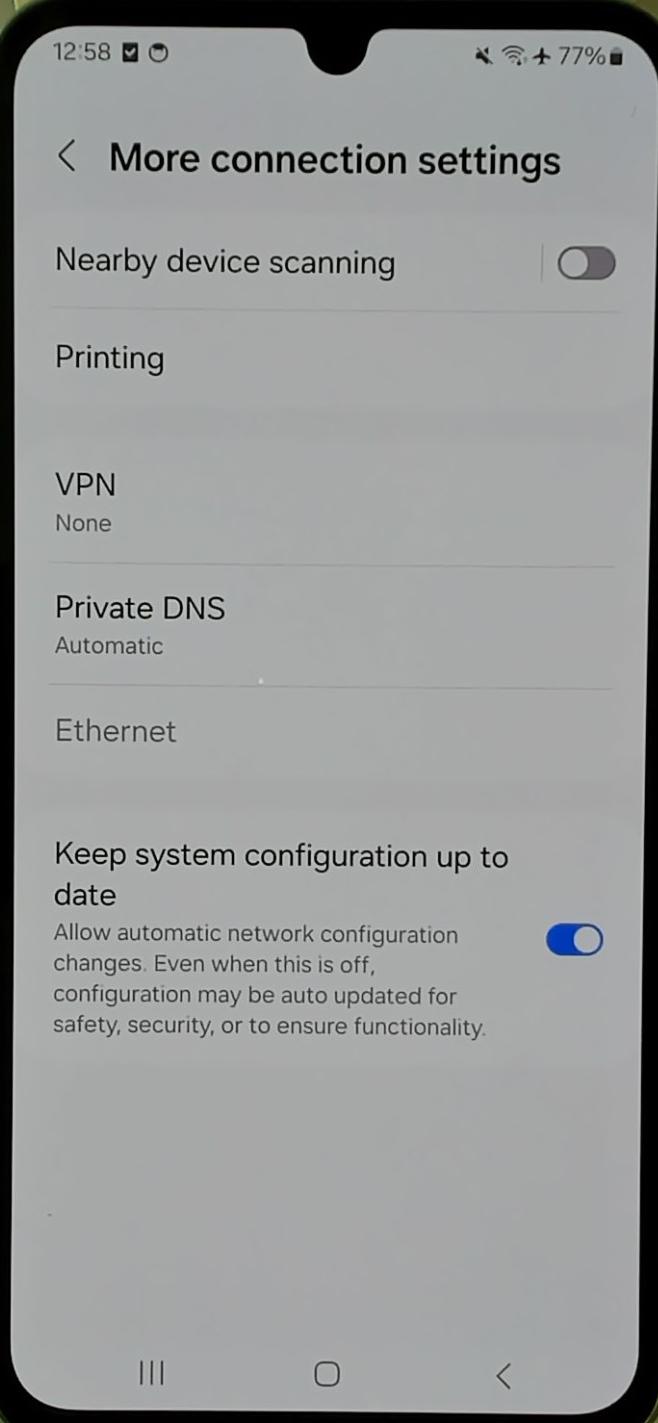 12:58
77%
More connection settings
Nearby device scanning
Printing
VPN
None
Private DNS
Automatic
Ethernet
Keep system configuration up to
date
Allow automatic network configuration
changes. Even when this is off,
configuration may be auto updated for
safety, security, or to ensure functionality.